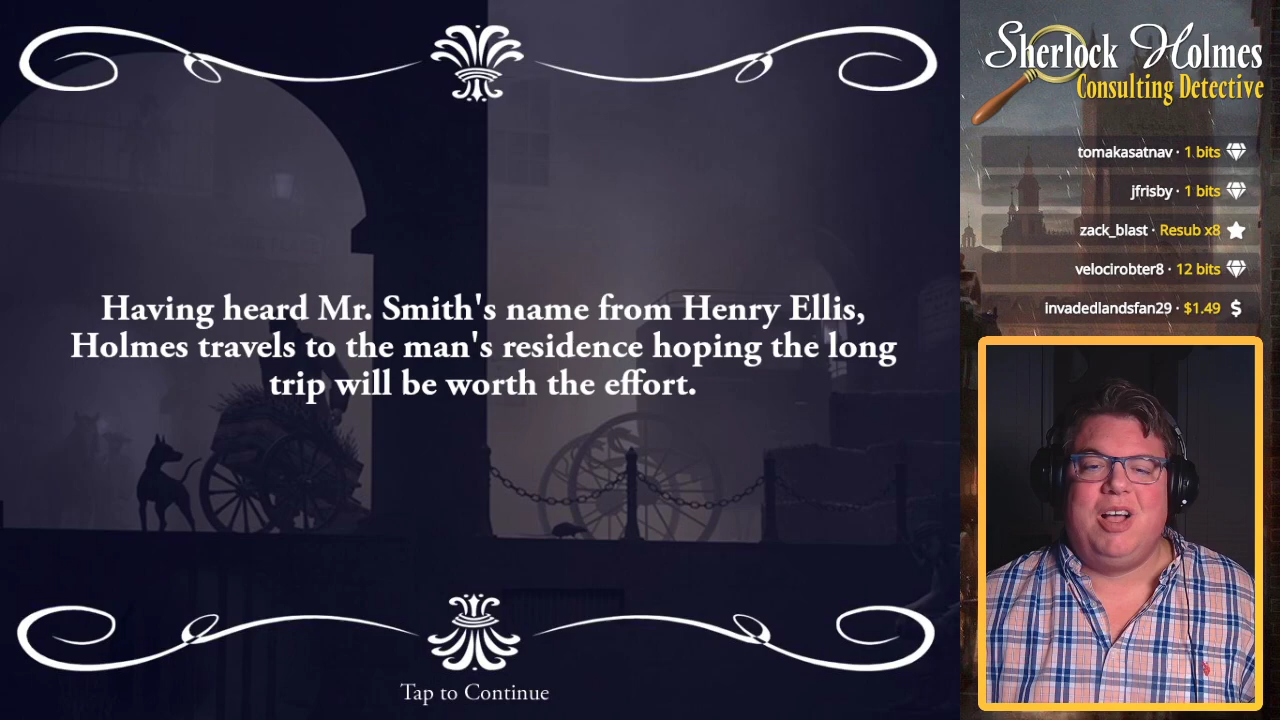 Having heard Mr. Smith's name from Henry Ellis,
Holmes travels to the man's residence hoping the long
trip will be worth the effort.
Tap to Continue
Sherlock Holmes
Consulting Detective
tomakasatnav · 1 bits
jfrisby · 1 bits
zack_blast · Resub x8
velocirobter8 · 12 bits
invadedlandsfan29 · $1.49 $